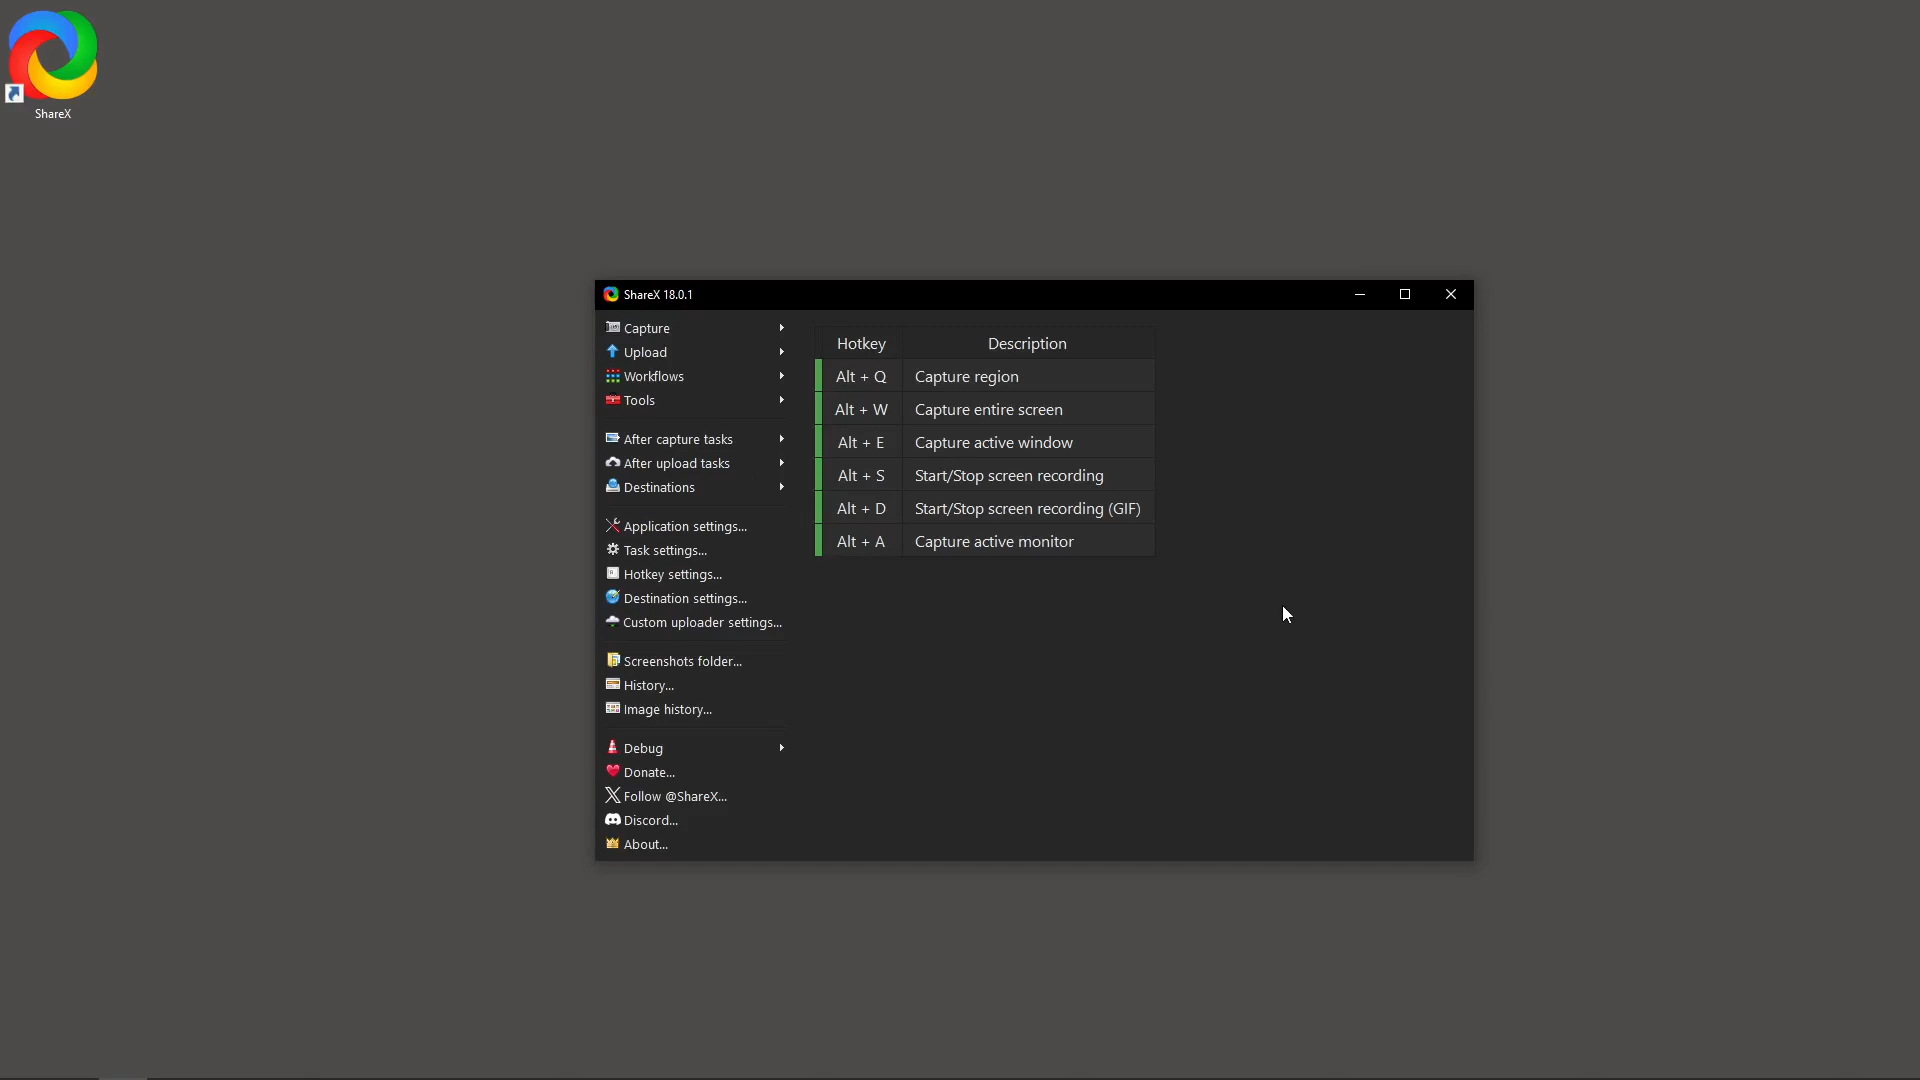 ShareX
ShareX 18.0.1
Capture
Upload
Workflows
Tools
After capture tasks
After upload tasks
Destinations
Application settings...
Task settings...
Hotkey settings...
Destination settings...
Custom uploader settings...
Screenshots folder...
History...
Image history...
Debug
Donate...
Follow @ShareX...
Discord...
About...
Hotkey Description
Alt + Q Capture region
Alt + W Capture entire screen
Alt + E Capture active window
Alt + S Start/Stop screen recording
Alt + D Start/Stop screen recording (GIF)
Alt + A Capture active monitor